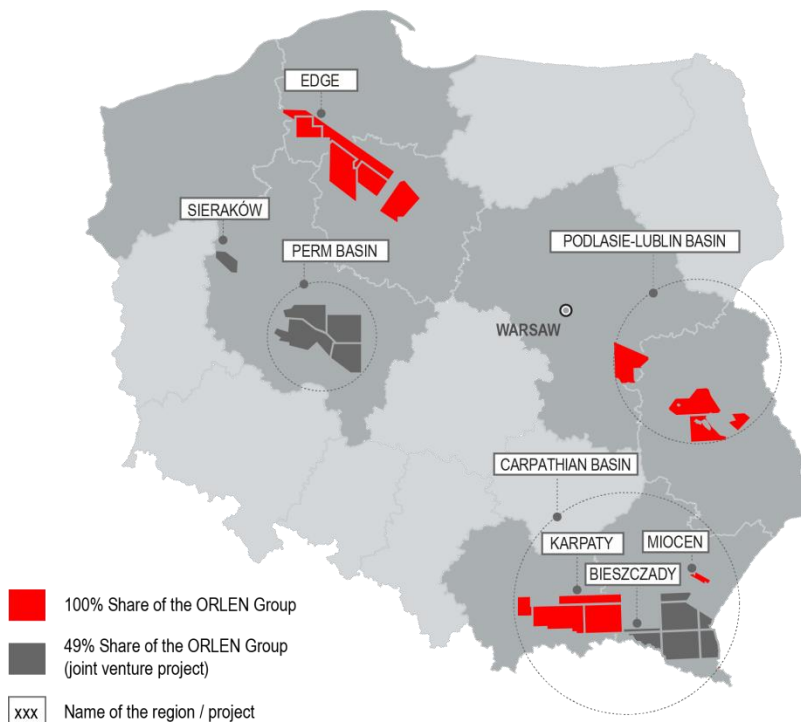 EDGE
SIERAKÓW
PERM BASIN
PODLASIE-LUBLIN BASIN
WARSAW
CARPATHIAN BASIN
KARPATY
MIOCEN
BIESZCZADY
100% Share of the ORLEN Group
49% Share of the ORLEN Group
(joint venture project)
xxx Name of the region / project